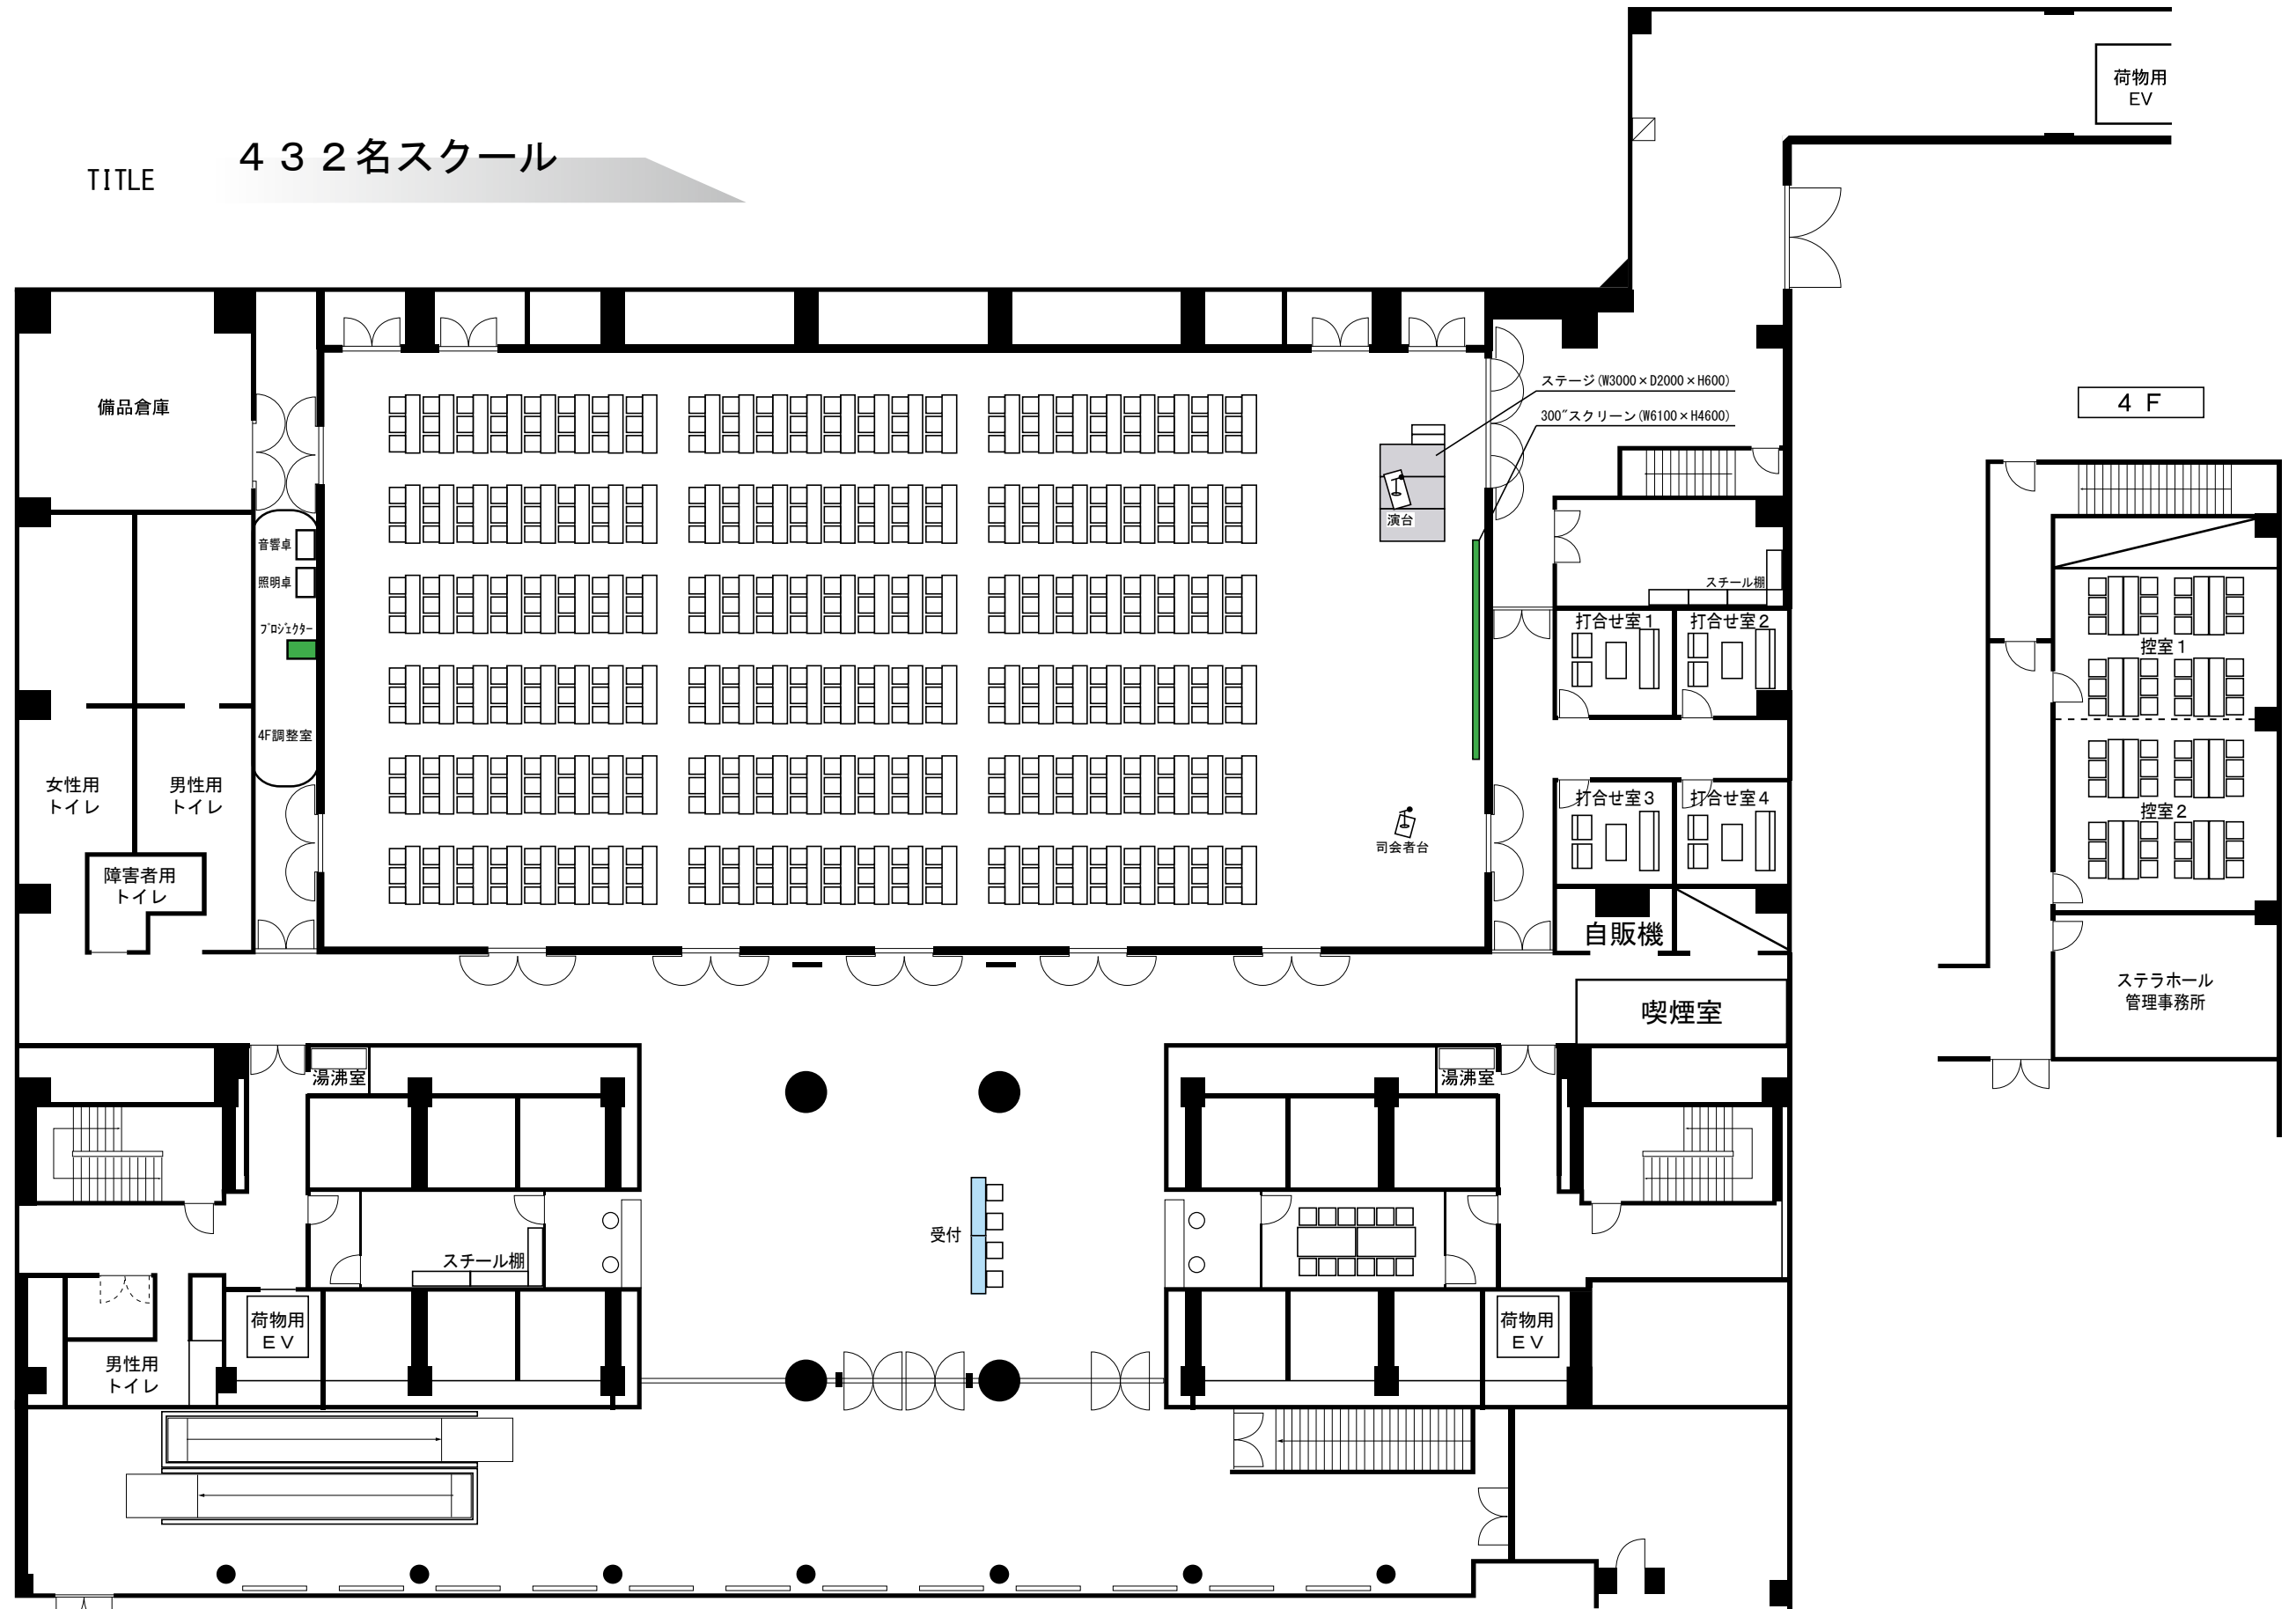 荷物用
EV
４３２名スクール
TITLE
ステージ(W3000×D2000×H600)
300″スクリーン(W6100×H4600)
４Ｆ
備品倉庫
演台
音響卓
照明卓
プロジェクター
4F調整室
スチール棚
打合せ室1
打合せ室2
控室1
女性用
トイレ
男性用
トイレ
打合せ室3
打合せ室4
控室2
司会者台
障害者用
トイレ
自販機
ステラホール
管理事務所
喫煙室
湯沸室
湯沸室
受付
スチール棚
荷物用
ＥＶ
荷物用
ＥＶ
男性用
トイレ